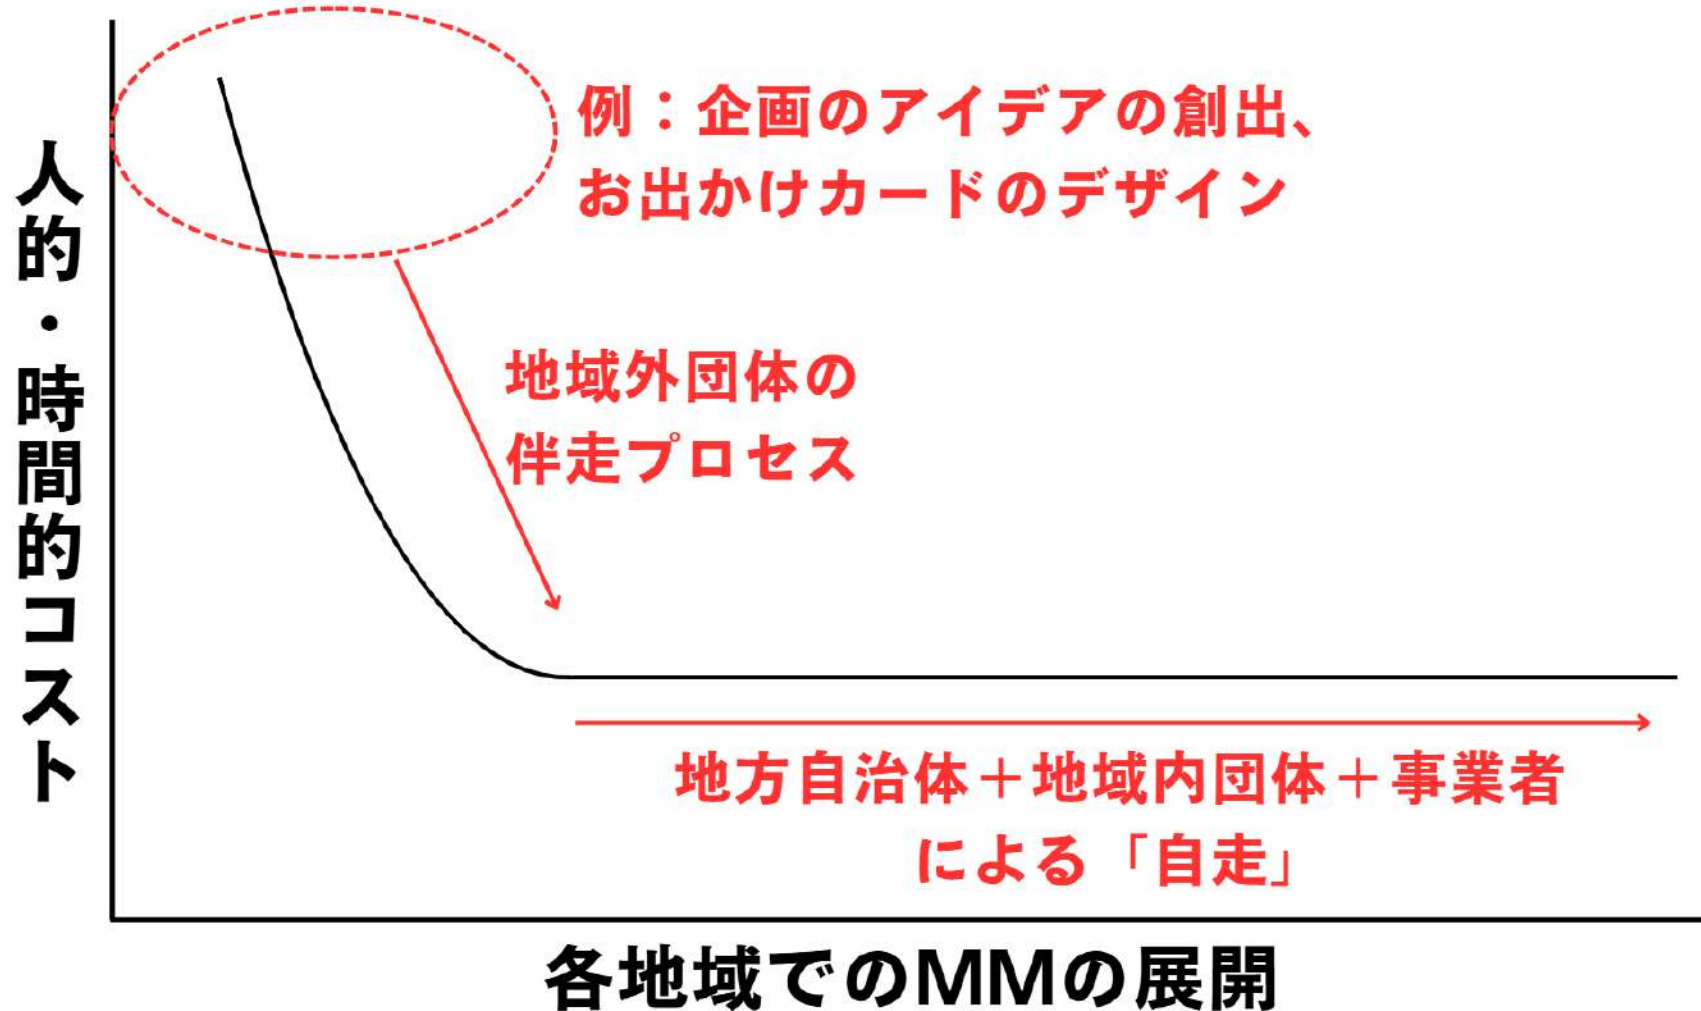 人的・時間的コスト
例：企画のアイデアの創出、
お出かけカードのデザイン
地域外団体の
伴走プロセス
地方自治体＋地域内団体＋事業者
による「自走」
各地域でのMMの展開